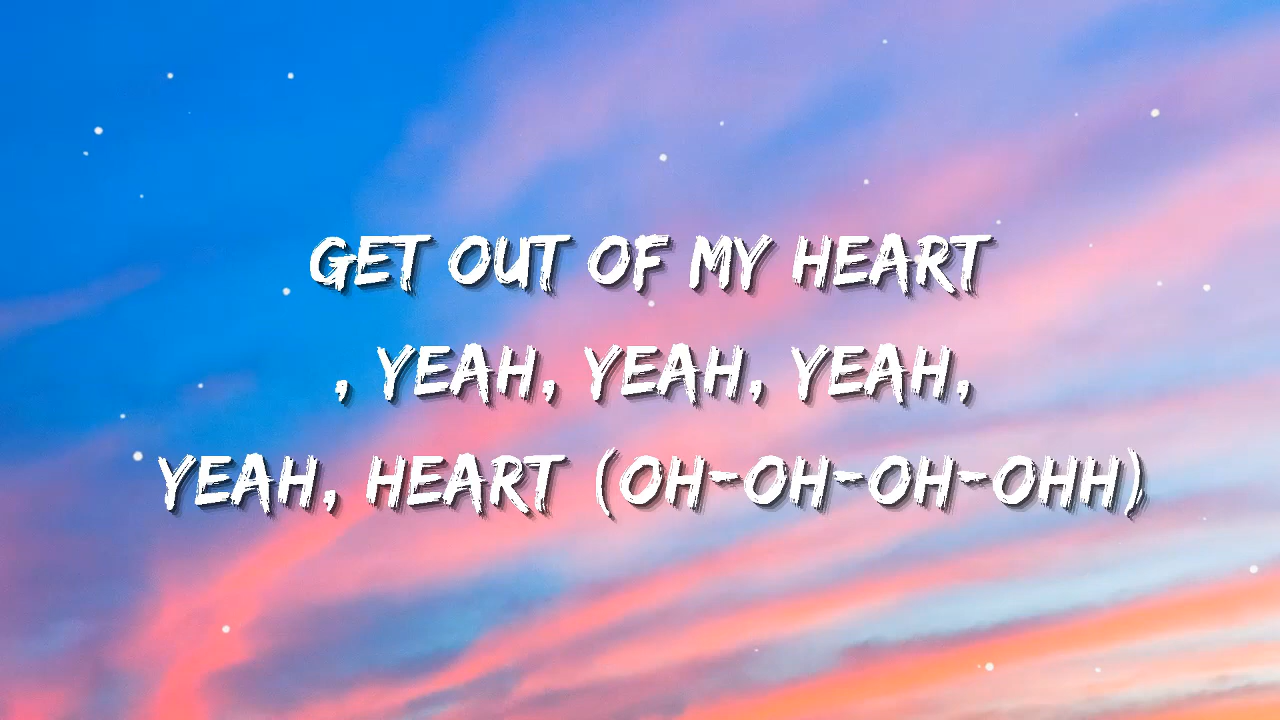 GET OUT OF MY HEART
, YEAH, YEAH, YEAH,
YEAH, HEART (OH-OH-OH-OHH)